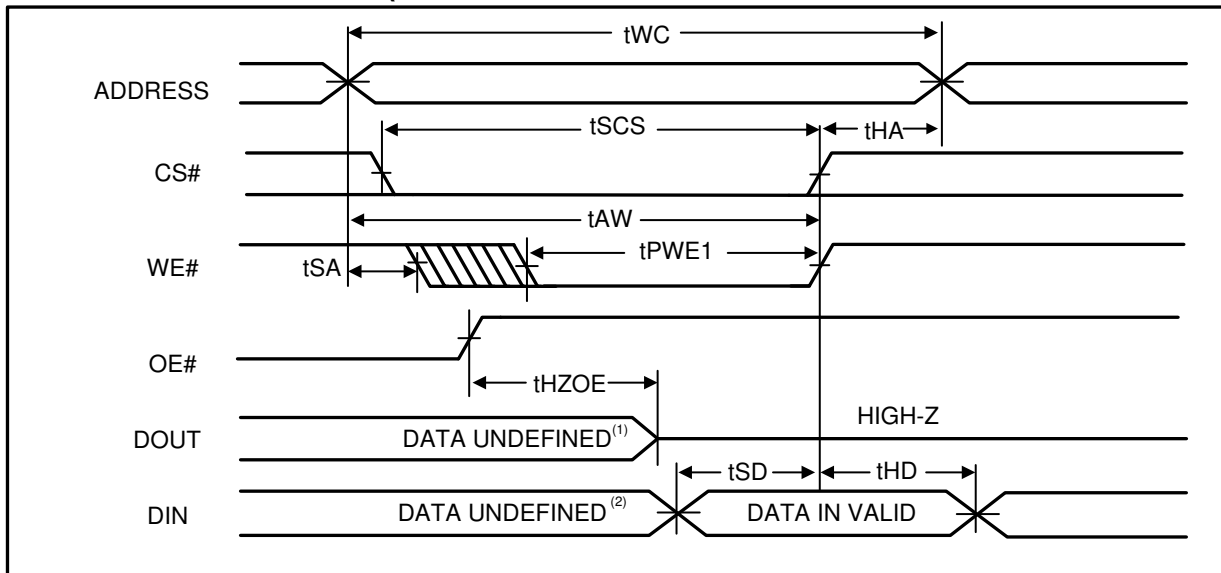 tWC
ADDRESS
tSCS
tHA
CS#
tAW
WE#
tSA
tPWE1
OE#
tHZOE
DOUT
DATA UNDEFINED(1)
HIGH-Z
tSD
tHD
DIN
DATA UNDEFINED (2)
DATA IN VALID